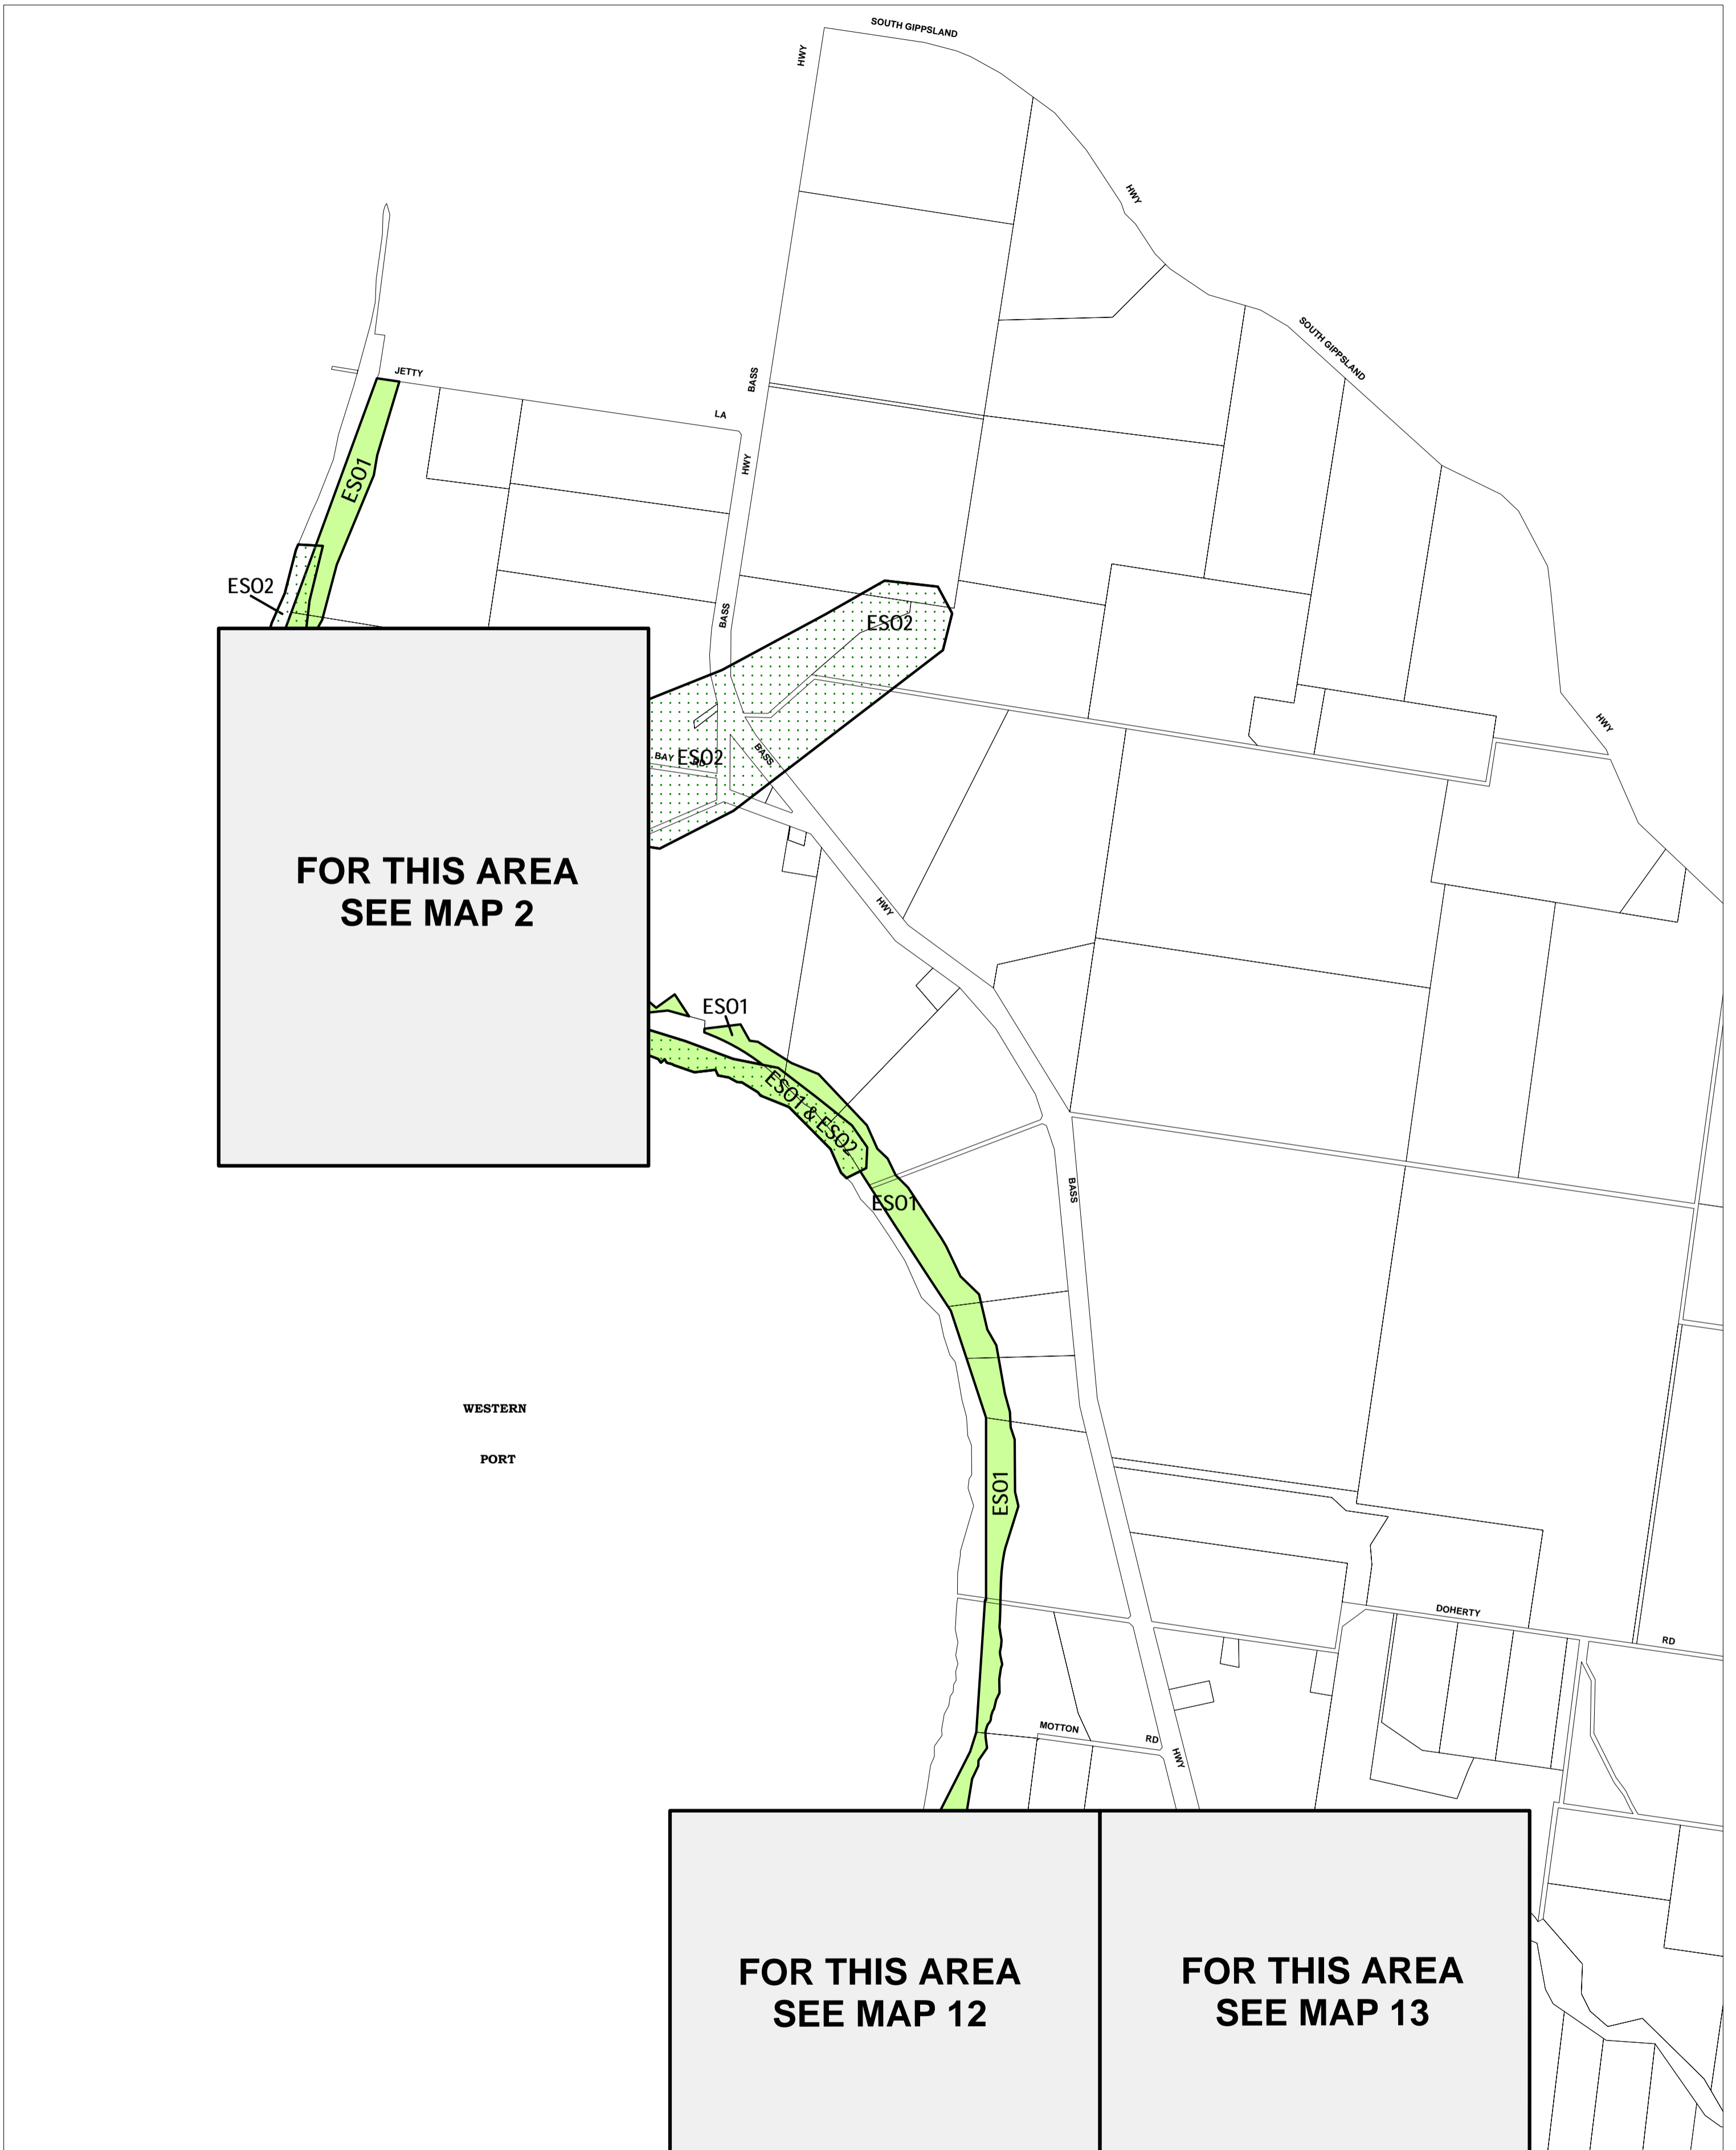 SOUTH GIPPSLAND
HWY
HWY
SOUTH GIPPSLAND
JETTY
BASS
LA
HWY
ESO1
ESO2
BASS
ESO2
HWY
BAY RD
ESO2
BASS
FOR THIS AREA
SEE MAP 2
HWY
ESO1
ESO1 & ESO2
BASS
ESO1
WESTERN
PORT
ESO1
DOHERTY
RD
MOTTON
RD
HWY
FOR THIS AREA
SEE MAP 12
FOR THIS AREA
SEE MAP 13